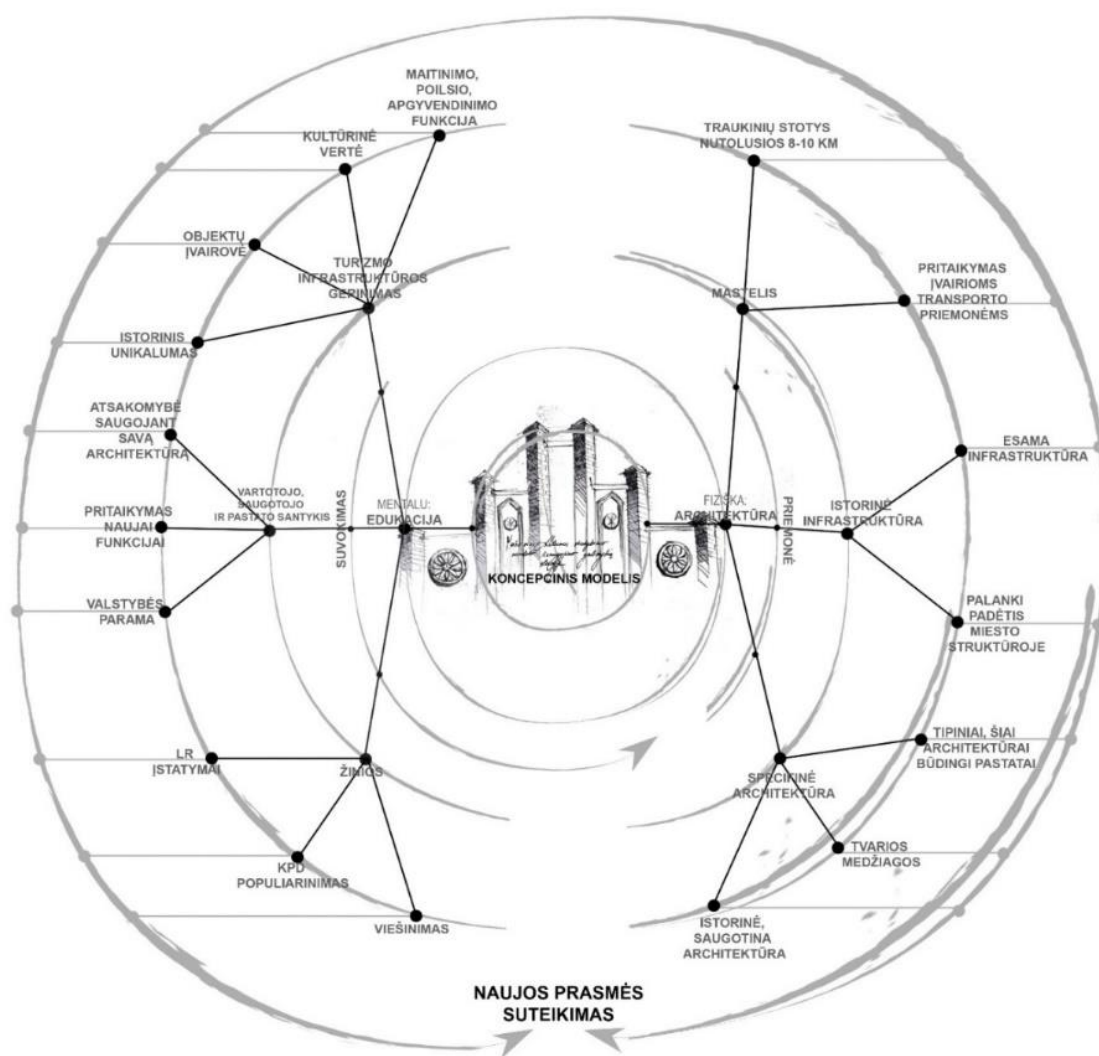 MAITINIMO,
POILSIO,
APGYVENDINIMO
FUNKCIJA
KULTŪRINĖ
VERTĖ
OBJEKTŲ
ĮVAIROVĖ
TURIZMO
INFRASTRUKTŪROS
GERINIMAS
ISTORINIS
UNIKALUMAS
ATSAKOMYBĖ
SAUGOJANT
SAVĄ
ARCHITEKTŪRĄ
VARTOTOJO,
SAUGOTOJO
IR PASTATO SANTYKIS
PRITAIKYMAS
NAUJAI
FUNKCIJAI
VALSTYBĖS
PARAMA
SUVOKIMAS
MENTALU:
EDUKACIJA
KONCEPCINIS MODELIS
FIZIŠKA:
ARCHITEKTŪRA
PRIEMONĖ
TRAUKINIŲ STOTYS
NUTOLUSIOS 8-10 KM
MASTELIS
PRITAIKYMAS
ĮVAIRIOMS
TRANSPORTO
PRIEMONĖMS
ESAMA
INFRASTRUKTŪRA
ISTORINĖ
INFRASTRUKTŪRA
PALANKI
PADĖTIS
MIESTO
STRUKTŪROJE
TIPINIAI, ŠIAI
ARCHITEKTŪRAI
BŪDINGI PASTATAI
SPECIFINĖ
ARCHITEKTŪRA
TVARIOS
MEDŽIAGOS
ISTORINĖ,
SAUGOTINA
ARCHITEKTŪRA
LR
ĮSTATYMAI
ŽINIOS
KPD
POPULIARINIMAS
VIEŠINIMAS
NAUJOS PRASMĖS
SUTEIKIMAS